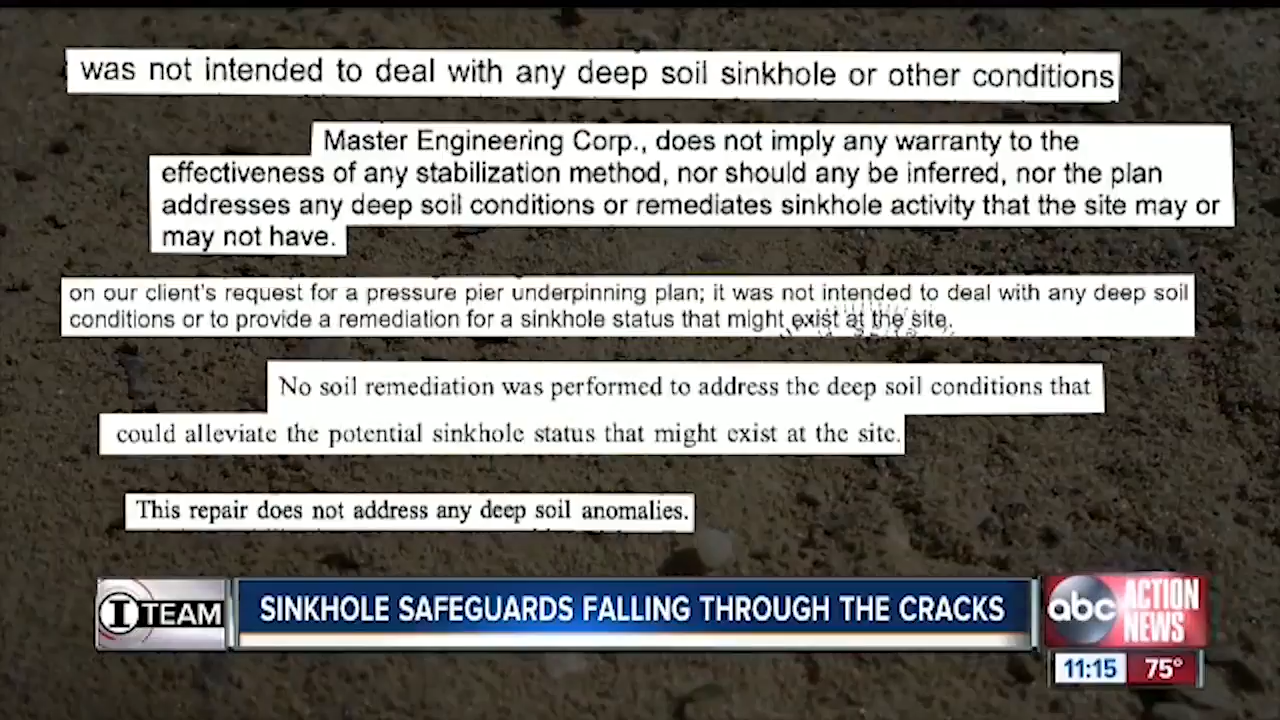 was not intended to deal with any deep soil sinkhole or other conditions
Master Engineering Corp., does not imply any warranty to the
effectiveness of any stabilization method, nor should any be inferred, nor the plan
addresses any deep soil conditions or remediates sinkhole activity that the site may or
may not have.
on our client's request for a pressure pier underpinning plan; it was not intended to deal with any deep soil
conditions or to provide a remediation for a sinkhole status that might exist at the site.
No soil remediation was performed to address the deep soil conditions that
could alleviate the potential sinkhole status that might exist at the site.
This repair does not address any deep soil anomalies.
I TEAM
SINKHOLE SAFEGUARDS FALLING THROUGH THE CRACKS
abc ACTION NEWS
11:15 75°